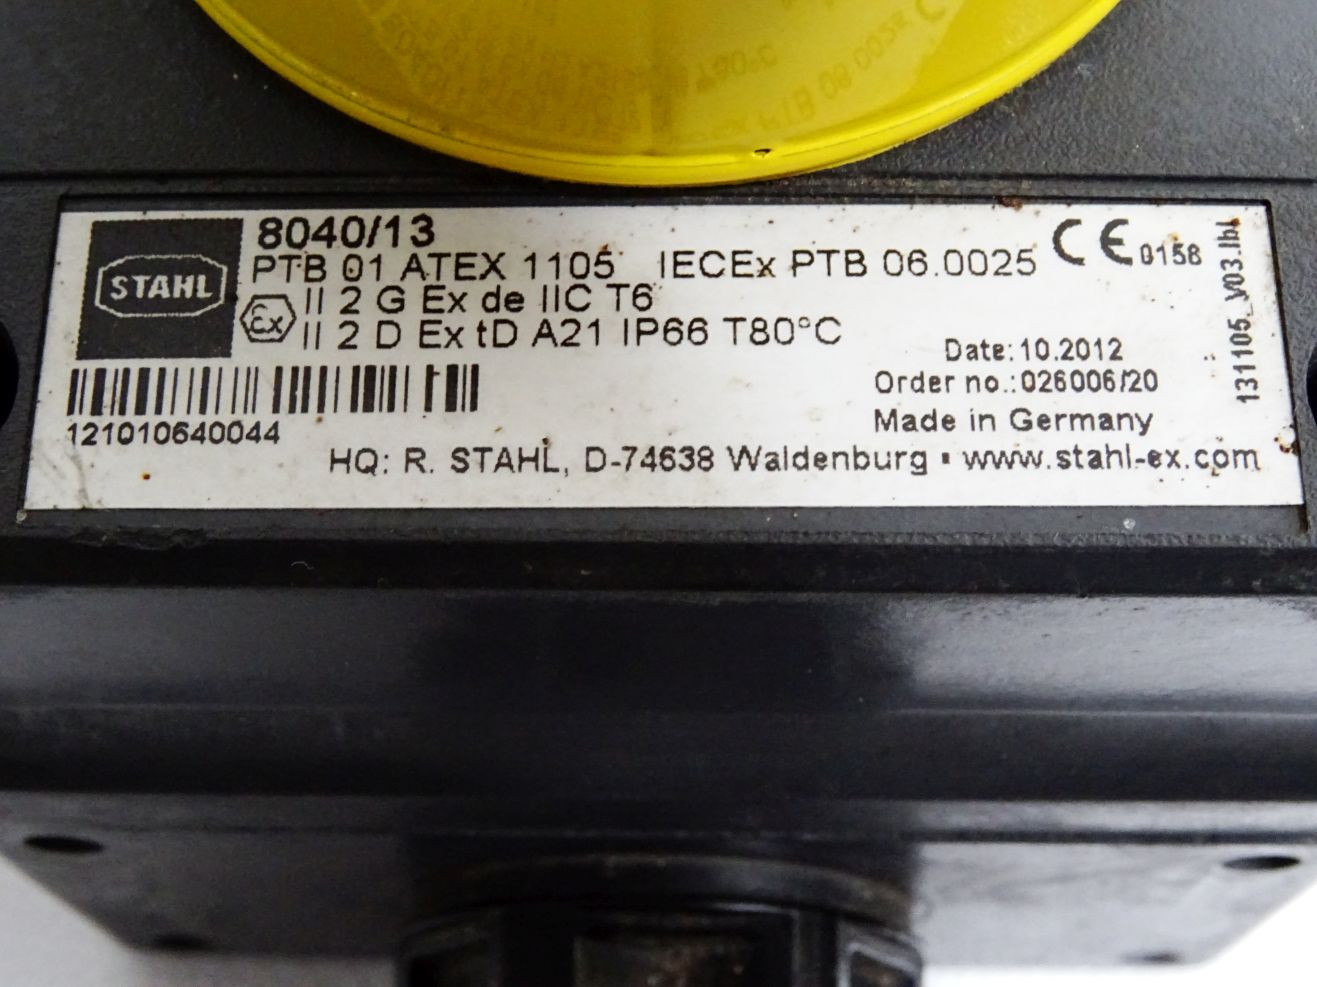 STAHL
8040/13
PTB 01 ATEX 1105 IECEx PTB 06.0025 CE 0158
Ex II 2 G Ex de IIC T6
II 2 D Ex tD A21 IP66 T80°C
Date: 10.2012
Order no.: 026006/20
121010640044
Made in Germany
HQ: R. STAHL, D-74638 Waldenburg ▪ www.stahl-ex.com
131105_V03.lbl